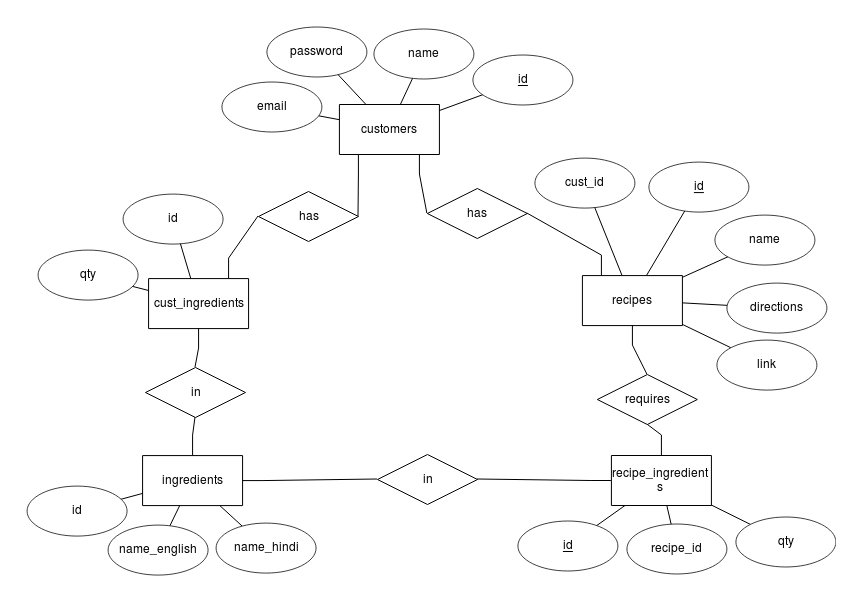 password
name
id
email
customers
cust_id
id
has
has
id
name
qty
cust_ingredients
recipes
directions
link
in
requires
ingredients
in
recipe_ingredient
s
id
name_english
name_hindi
id
recipe_id
qty